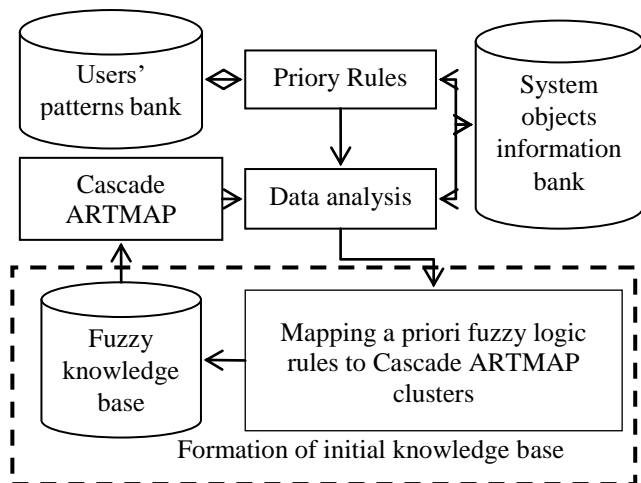 Users'
patterns bank
Priory Rules
System
objects
information
bank
Cascade
ARTMAP
Data analysis
Fuzzy
knowledge
base
Mapping a priori fuzzy logic
rules to Cascade ARTMAP
clusters
Formation of initial knowledge base